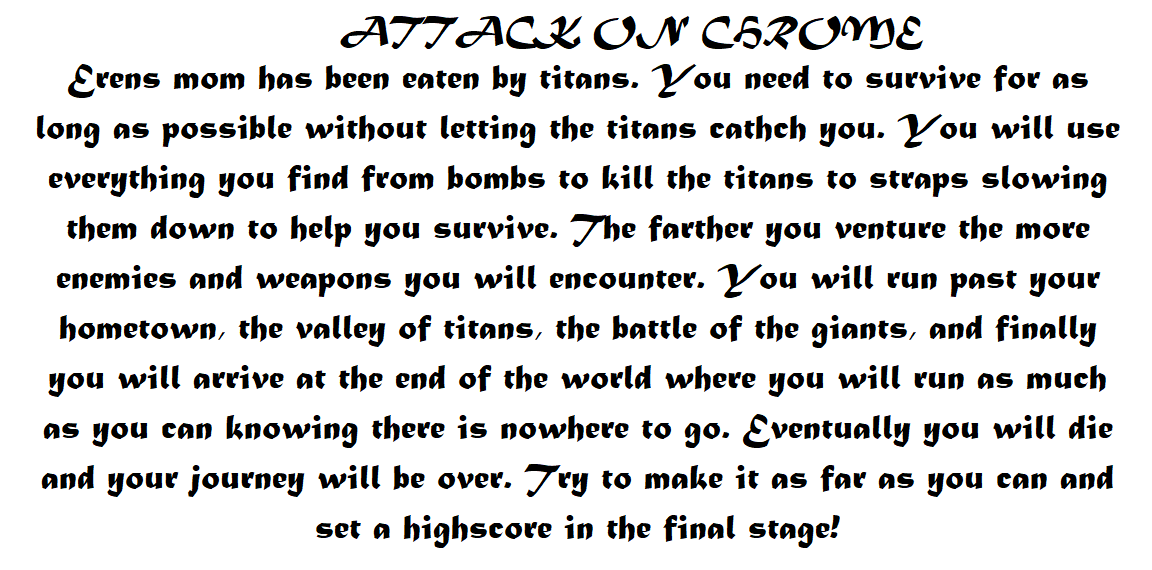 ATTACK ON CHROME
Erens mom has been eaten by titans. You need to survive for as
long as possible without letting the titans cathch you. You will use
everything you find from bombs to kill the titans to straps slowing
them down to help you survive. The farther you venture the more
enemies and weapons you will encounter. You will run past your
hometown, the valley of titans, the battle of the giants, and finally
you will arrive at the end of the world where you will run as much
as you can knowing there is nowhere to go. Eventually you will die
and your journey will be over. Try to make it as far as you can and
set a highscore in the final stage!